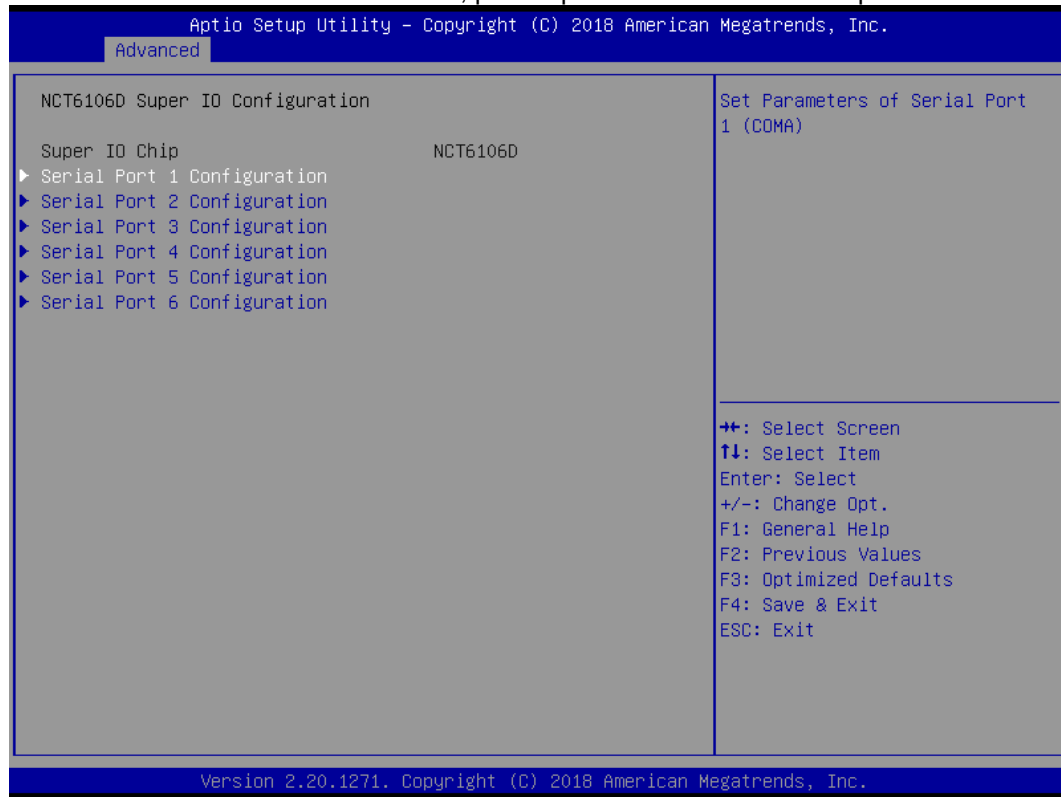 Aptio Setup Utility – Copyright (C) 2018 American Megatrends, Inc.
Advanced
NCT6106D Super IO Configuration
Super IO Chip NCT6106D
▶ Serial Port 1 Configuration
▶ Serial Port 2 Configuration
▶ Serial Port 3 Configuration
▶ Serial Port 4 Configuration
▶ Serial Port 5 Configuration
▶ Serial Port 6 Configuration
Set Parameters of Serial Port
1 (COMA)
→←: Select Screen
↑↓: Select Item
Enter: Select
+/-: Change Opt.
F1: General Help
F2: Previous Values
F3: Optimized Defaults
F4: Save & Exit
ESC: Exit
Version 2.20.1271. Copyright (C) 2018 American Megatrends, Inc.